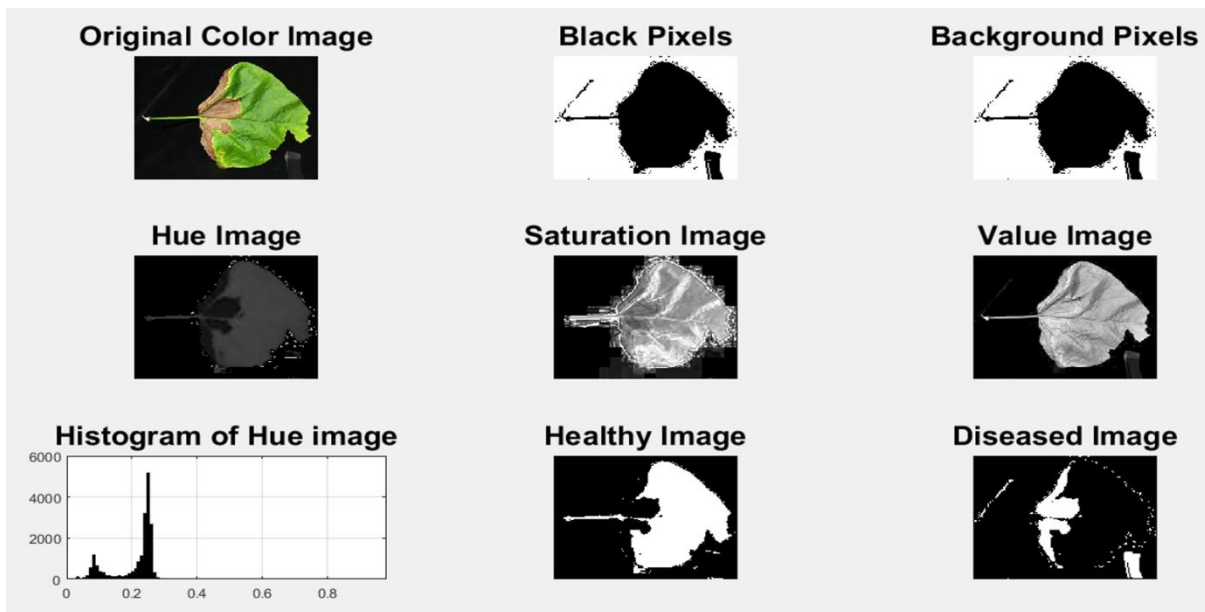 Original Color Image
Black Pixels
Background Pixels
Hue Image
Saturation Image
Value Image
Histogram of Hue image
6000
4000
2000
0
0 0.2 0.4 0.6 0.8
Healthy Image
Diseased Image